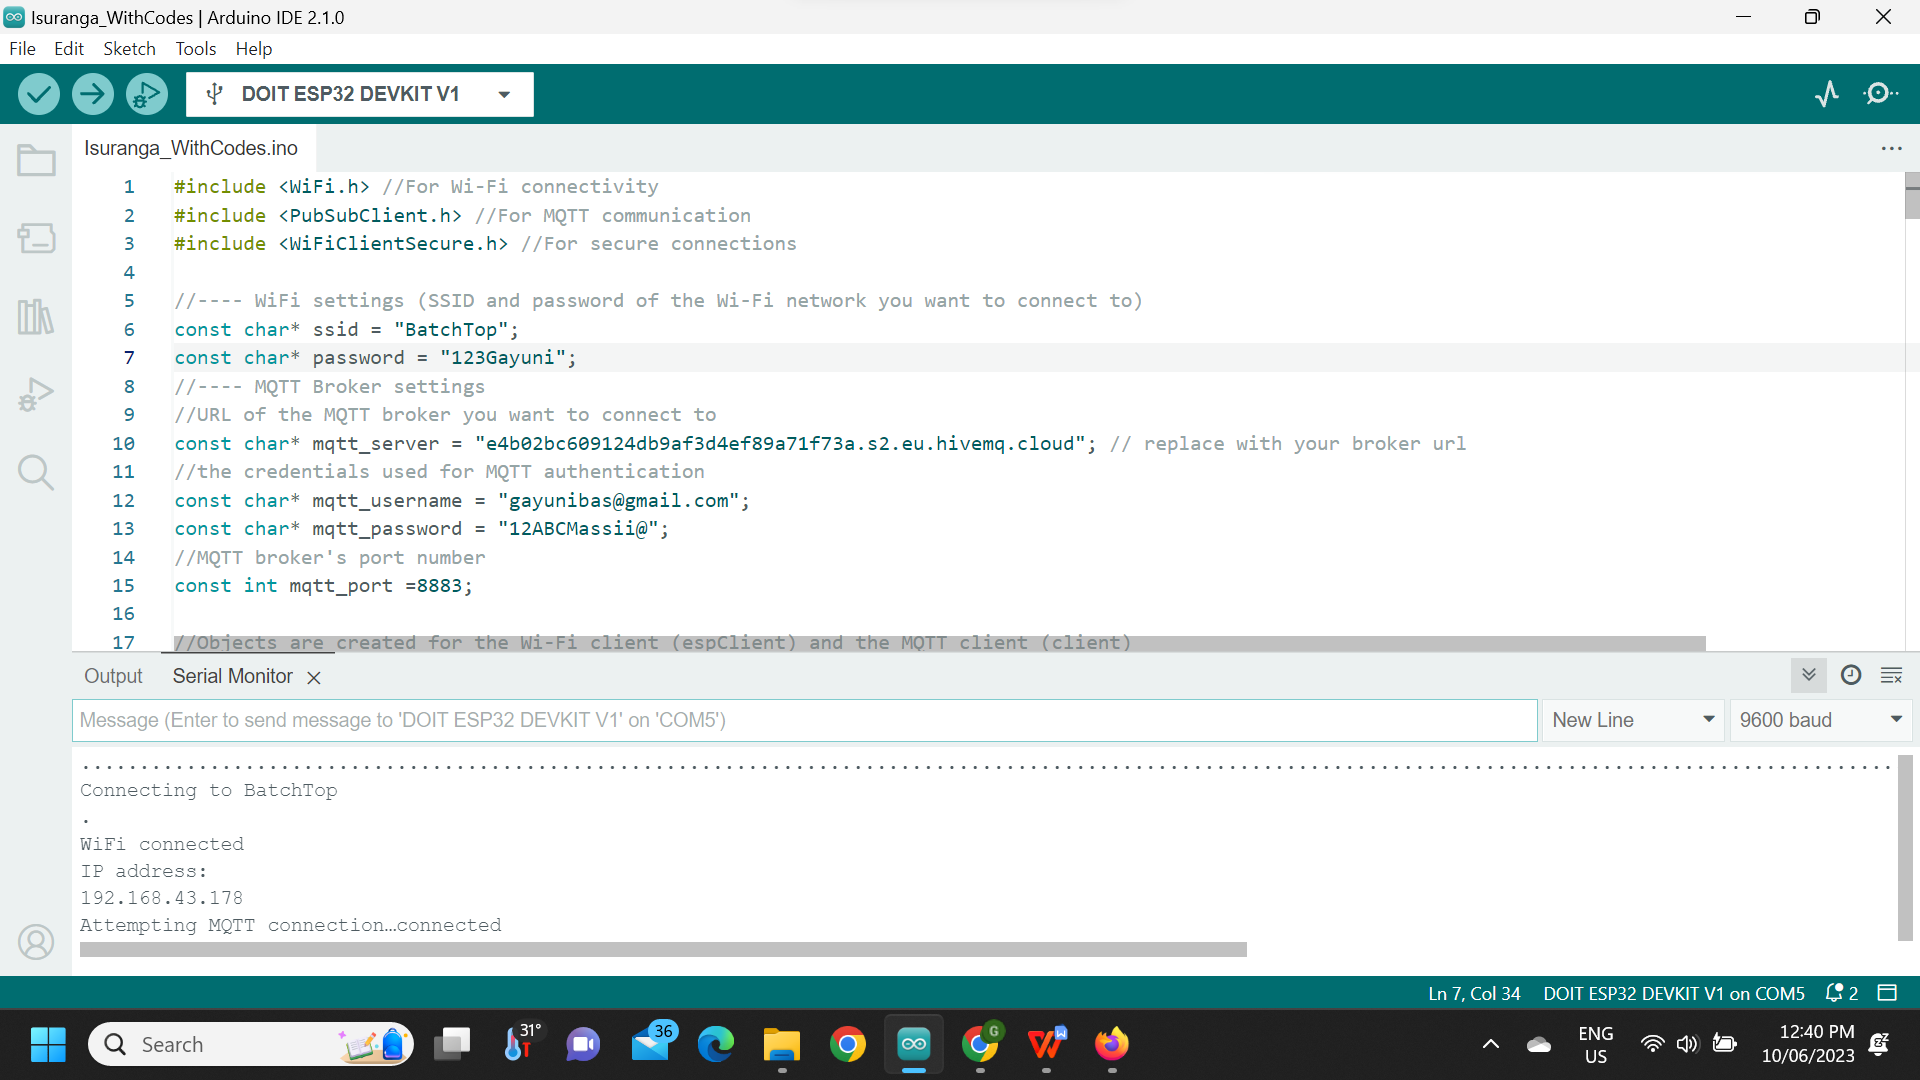 Isuranga_WithCodes | Arduino IDE 2.1.0
File Edit Sketch Tools Help
DOIT ESP32 DEVKIT V1
Isuranga_WithCodes.ino
1 #include <WiFi.h> //For Wi-Fi connectivity
2 #include <PubSubClient.h> //For MQTT communication
3 #include <WiFiClientSecure.h> //For secure connections
4
5 //---- WiFi settings (SSID and password of the Wi-Fi network you want to connect to)
6 const char* ssid = "BatchTop";
7 const char* password = "123Gayuni";
8 //---- MQTT Broker settings
9 //URL of the MQTT broker you want to connect to
10 const char* mqtt_server = "e4b02bc609124db9af3d4ef89a71f73a.s2.eu.hivemq.cloud"; // replace with your broker url
11 //the credentials used for MQTT authentication
12 const char* mqtt_username = "gayunibas@gmail.com";
13 const char* mqtt_password = "12ABCMassii@";
14 //MQTT broker's port number
15 const int mqtt_port =8883;
16
17 //Objects are created for the Wi-Fi client (espClient) and the MQTT client (client)
Output Serial Monitor
Message (Enter to send message to 'DOIT ESP32 DEVKIT V1' on 'COM5')
New Line
9600 baud
..........................................................................................................................................................
Connecting to BatchTop
.
WiFi connected
IP address:
192.168.43.178
Attempting MQTT connection…connected
Ln 7, Col 34 DOIT ESP32 DEVKIT V1 on COM5 2
Search
31°
36
G
W
ENG
US
12:40 PM
10/06/2023